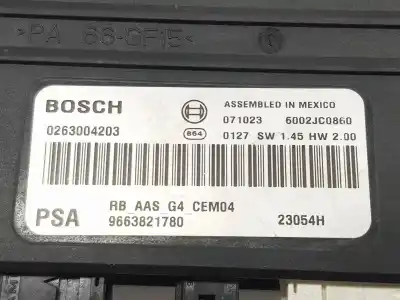 >PA 66-GF15<
BOSCH
ASSEMBLED IN MEXICO
071023 6002JC0860
0263004203
864
0127 SW 1.45 HW 2.00
PSA
RB AAS G4 CEM04
9663821780
23054H